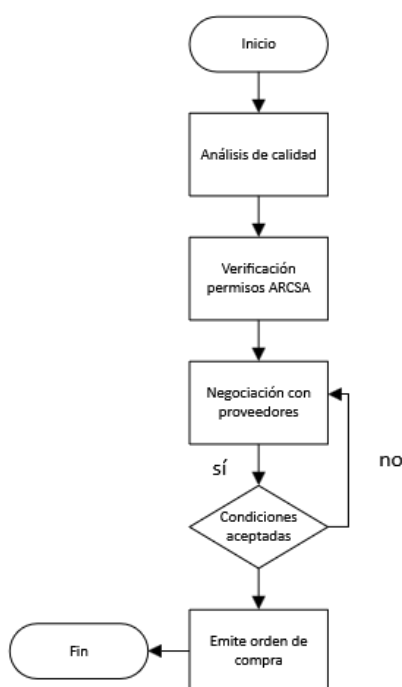 Inicio
Análisis de calidad
Verificación
permisos ARCSA
Negociación con
proveedores
sí
no
Condiciones
aceptadas
Emite orden de
compra
Fin